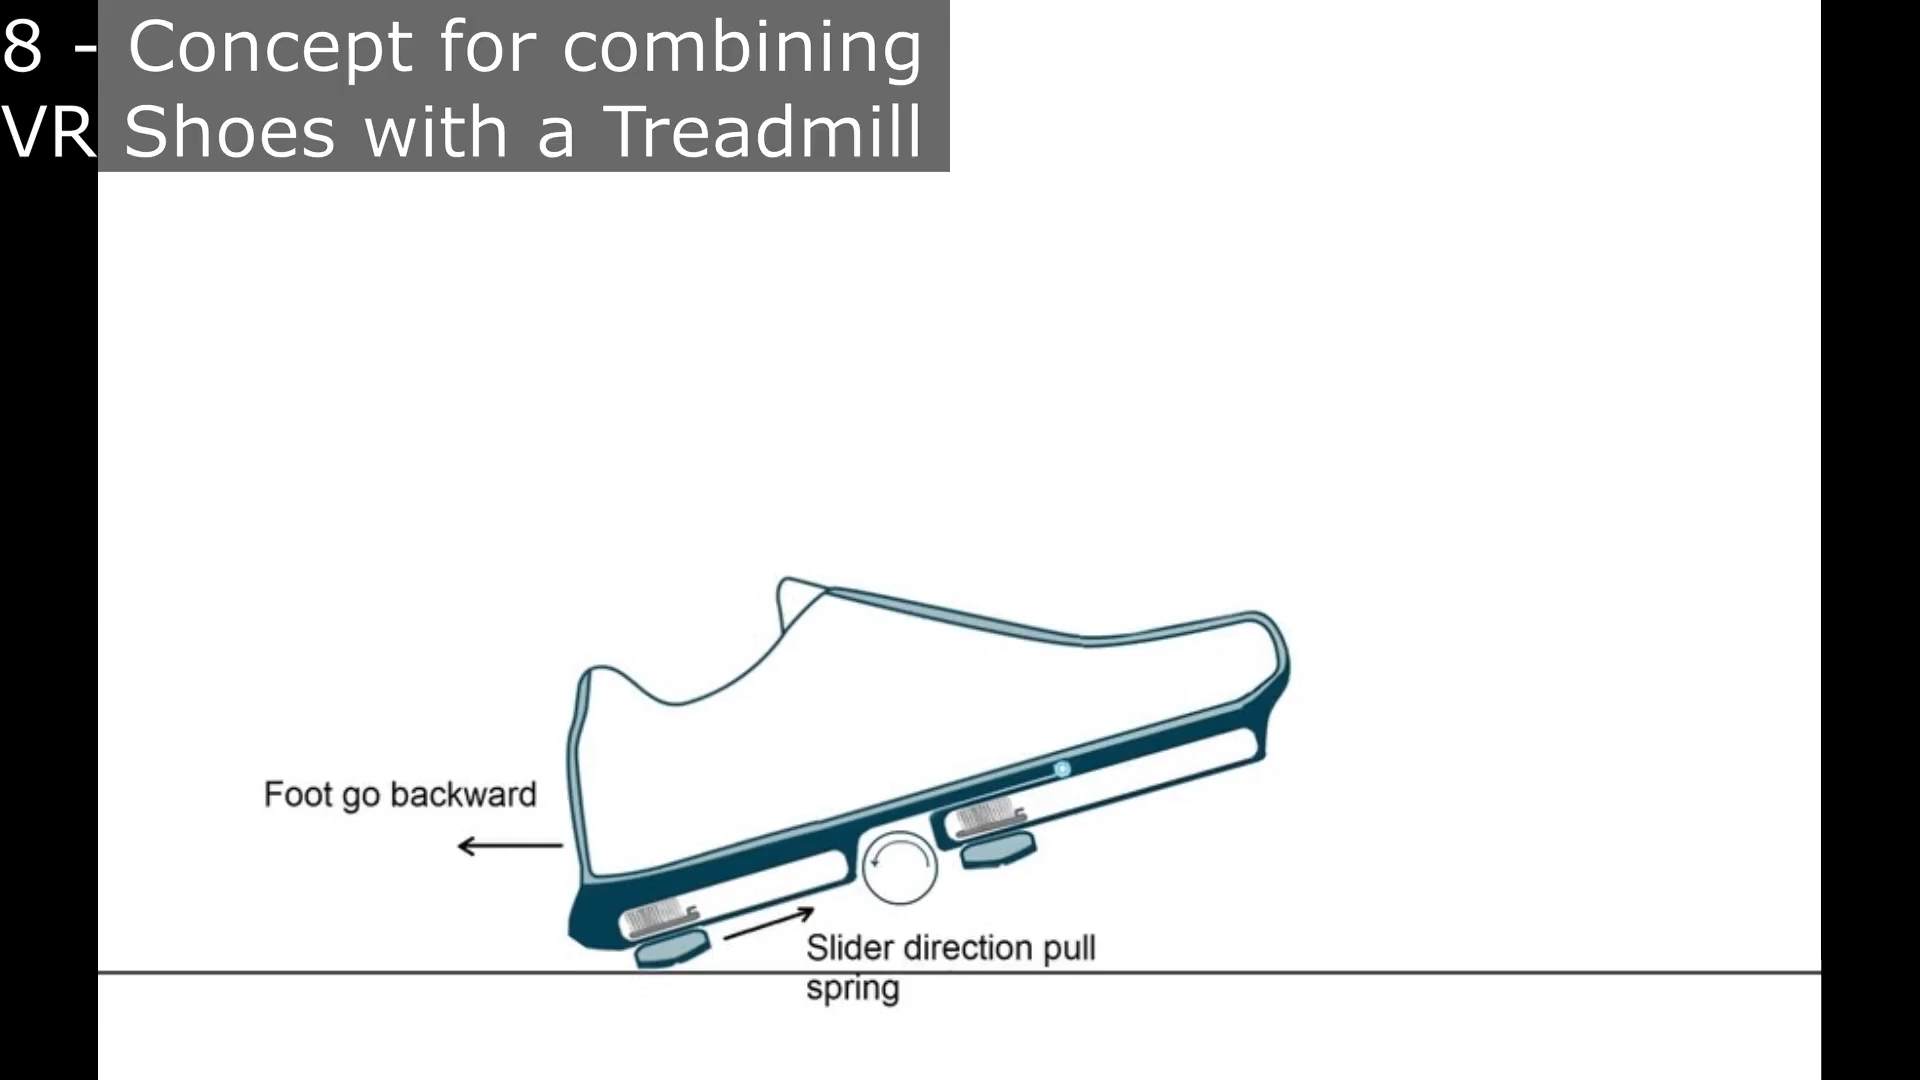 8 - Concept for combining
VR Shoes with a Treadmill
Foot go backward
Slider direction pull
spring